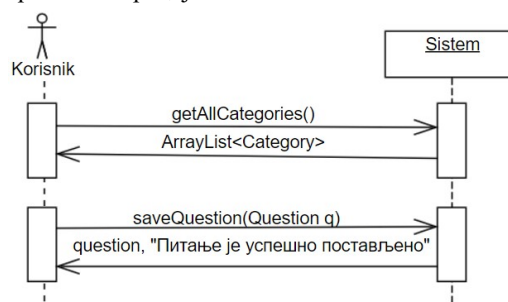 Sistem
Korisnik
getAllCategories()
ArrayList<Category>
saveQuestion(Question q)
question, "Питање је успешно постављено"